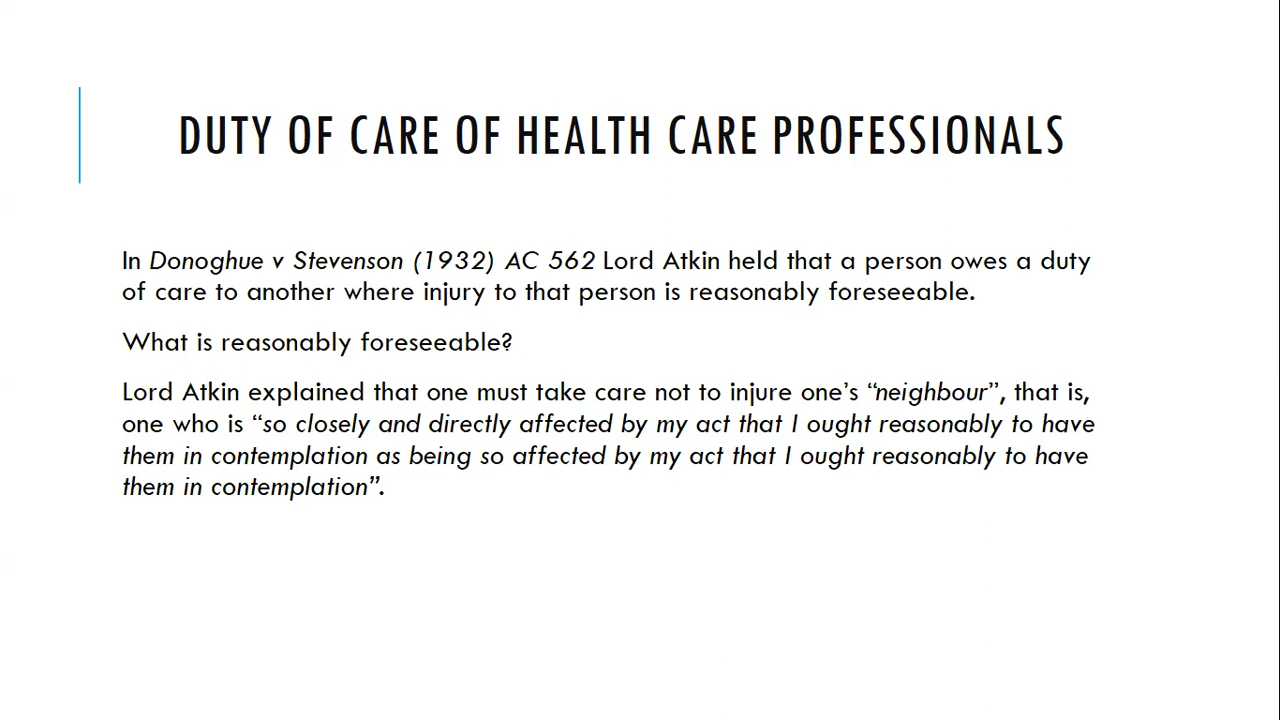 DUTY OF CARE OF HEALTH CARE PROFESSIONALS
In Donoghue v Stevenson (1932) AC 562 Lord Atkin held that a person owes a duty
of care to another where injury to that person is reasonably foreseeable.
What is reasonably foreseeable?
Lord Atkin explained that one must take care not to injure one’s “neighbour”, that is,
one who is “so closely and directly affected by my act that I ought reasonably to have
them in contemplation as being so affected by my act that I ought reasonably to have
them in contemplation”.